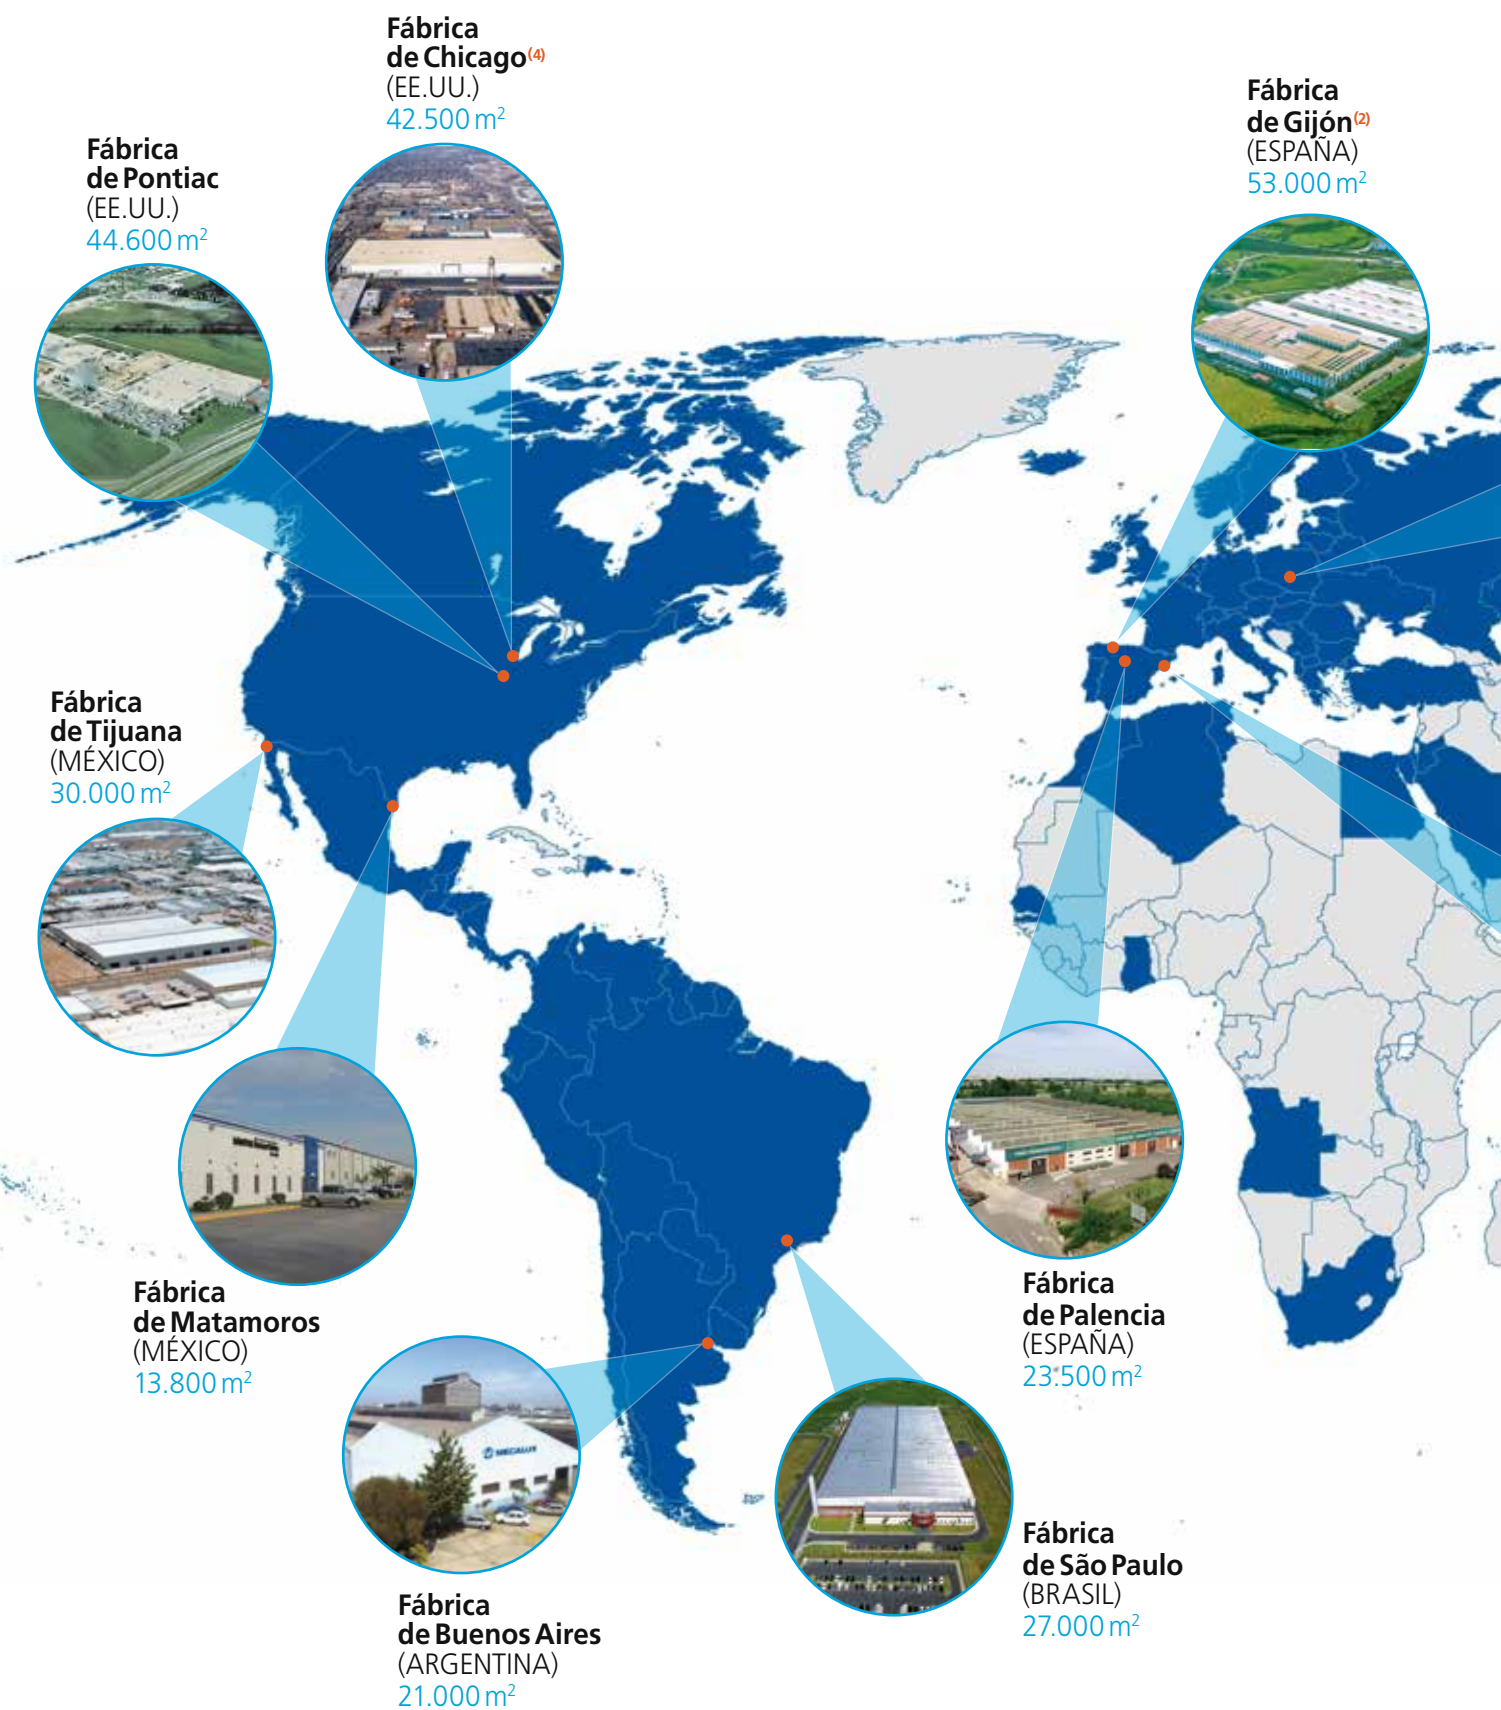 Fábrica
de Chicago(4)
(EE.UU.)
42.500 m²
Fábrica
de Gijón(2)
(ESPAÑA)
53.000 m²
Fábrica
de Pontiac
(EE.UU.)
44.600 m²
Fábrica
de Tijuana
(MÉXICO)
30.000 m²
Fábrica
de Matamoros
(MÉXICO)
13.800 m²
Fábrica
de Palencia
(ESPAÑA)
23.500 m²
MECALUX
Fábrica
de São Paulo
(BRASIL)
27.000 m²
Fábrica
de Buenos Aires
(ARGENTINA)
21.000 m²